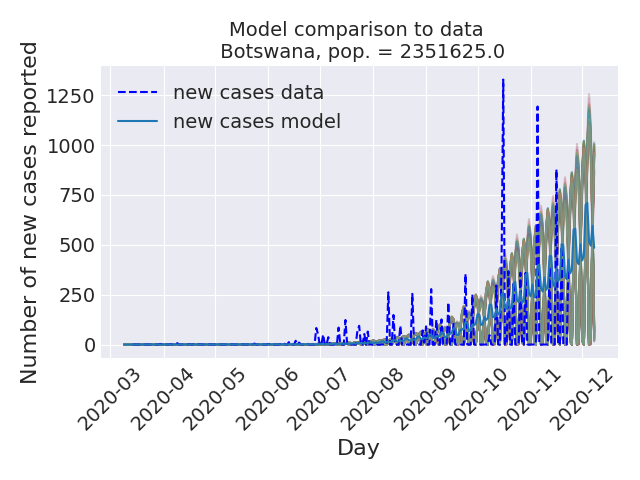 Model comparison to data
Botswana, pop. = 2351625.0
Number of new cases reported
1250
1000
750
500
250
0
new cases data
new cases model
2020-03
2020-04
2020-05
2020-06
2020-07
2020-08
2020-09
2020-10
2020-11
2020-12
Day